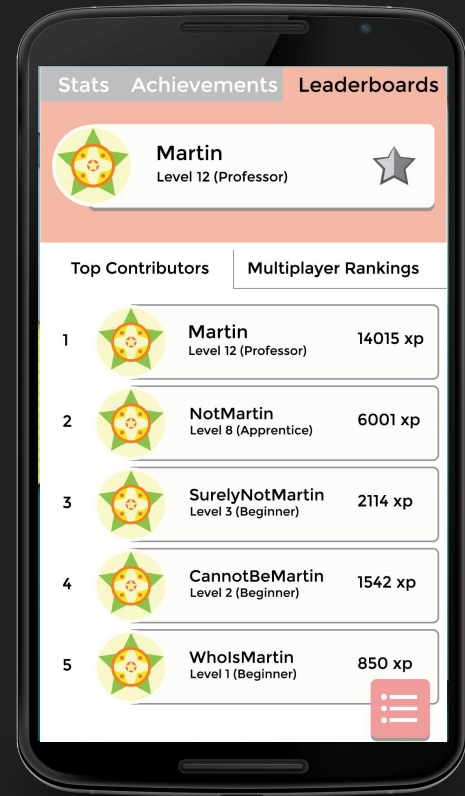 Stats Achievements Leaderboards
Martin
Level 12 (Professor)
Top Contributors Multiplayer Rankings
1 Martin 14015 xp
Level 12 (Professor)
2 NotMartin 6001 xp
Level 8 (Apprentice)
3 SurelyNotMartin 2114 xp
Level 3 (Beginner)
4 CannotBeMartin 1542 xp
Level 2 (Beginner)
5 WhoIsMartin 850 xp
Level 1 (Beginner)